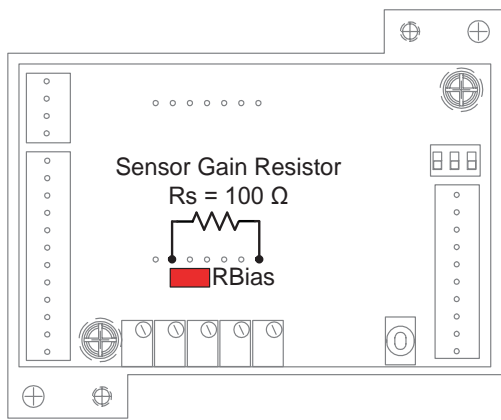 Sensor Gain Resistor
Rs = 100 Ω
RBias